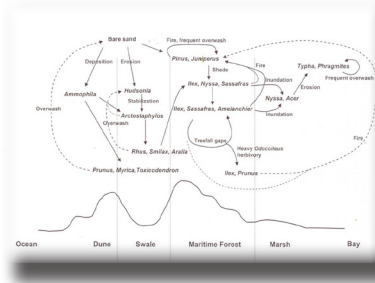 Bare sand
Fire, frequent overwash
Pinus, Juniperus
Typha, Phragmites
Deposition
Erosion
Shade
Fire
Frequent overwash
Ammophila
Hudsonia
Ilex, Nyssa, Sassafras
Inundation
Erosion
Stabilization
Nyssa, Acer
Overwash
Arctostaphylos
Ilex, Sassafras, Amelanchier
Overwash
Inundation
Rhus, Smilax, Aralia
Treefall gaps
Heavy Odocoileus
herbivory
Fire
Prunus, Myrica, Toxicodendron
Ilex, Prunus
Ocean
Dune
Swale
Maritime Forest
Marsh
Bay